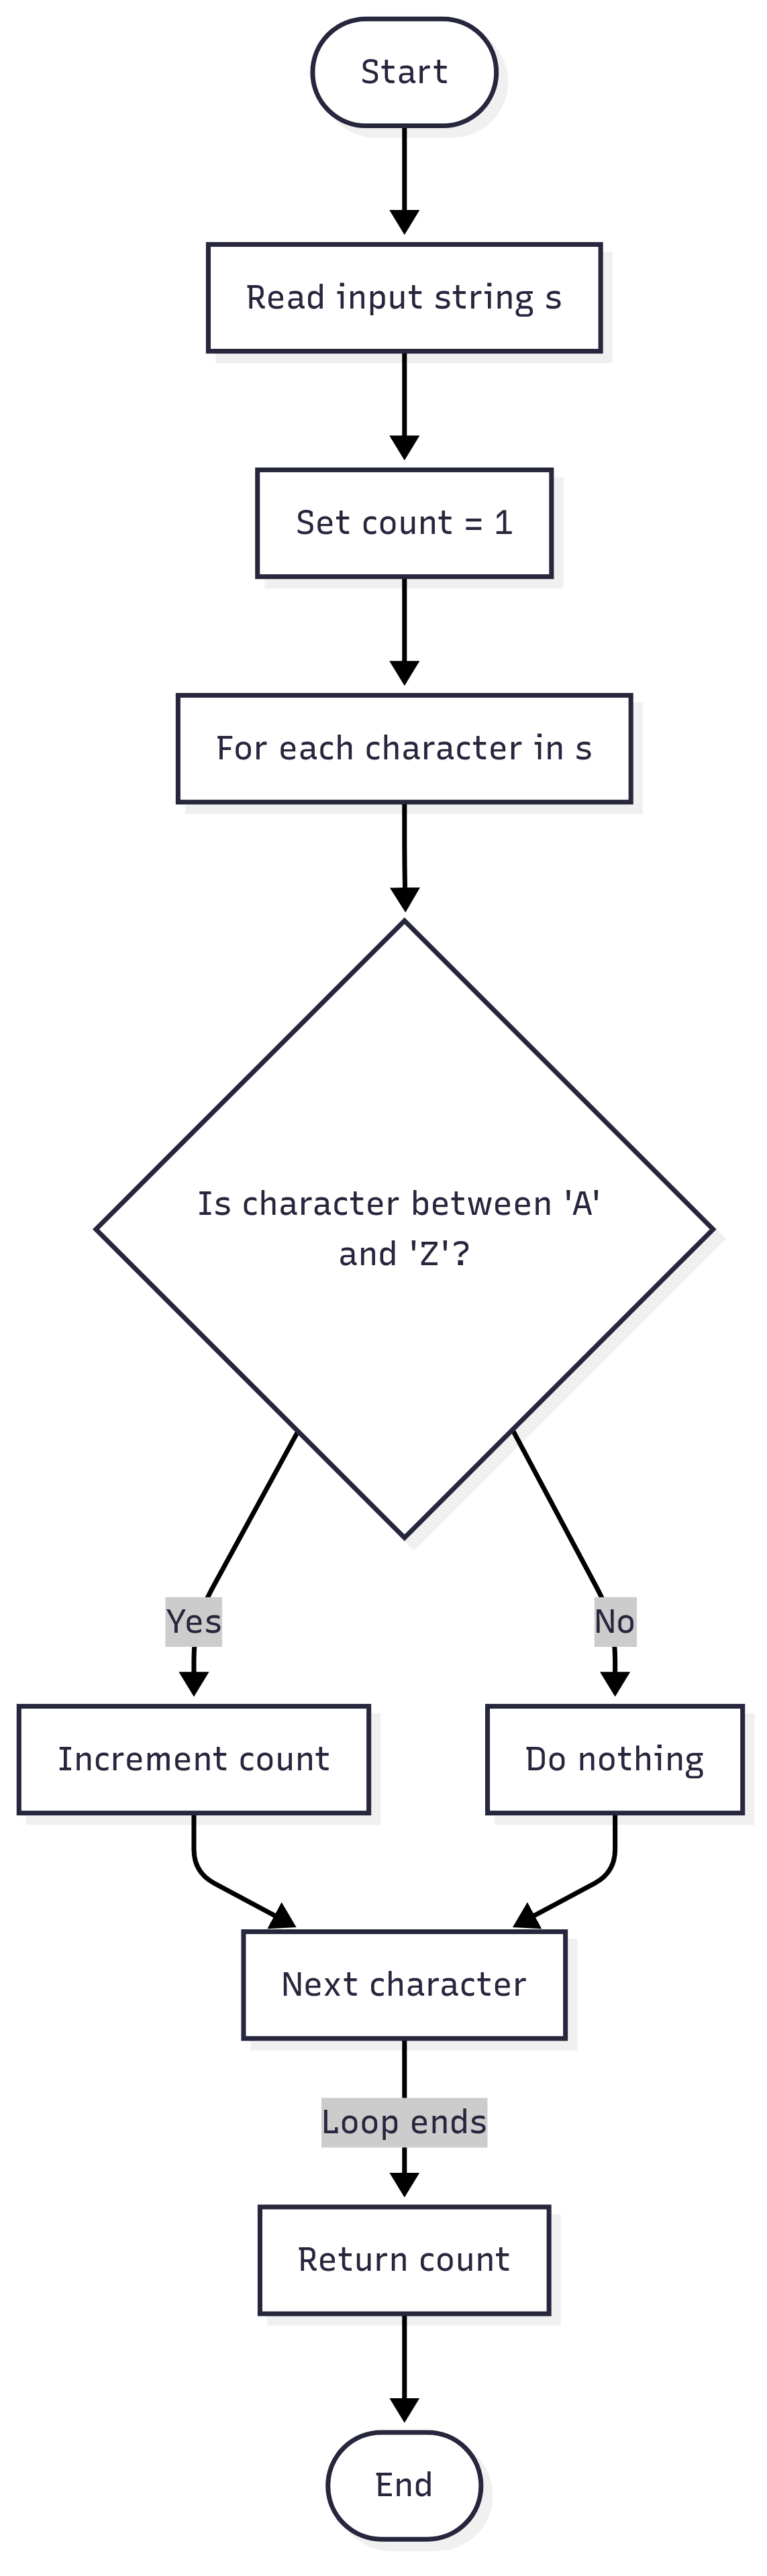 Start
Read input string s
Set count = 1
For each character in s
Is character between 'A'
and 'Z'?
Yes
No
Increment count
Do nothing
Next character
Loop ends
Return count
End